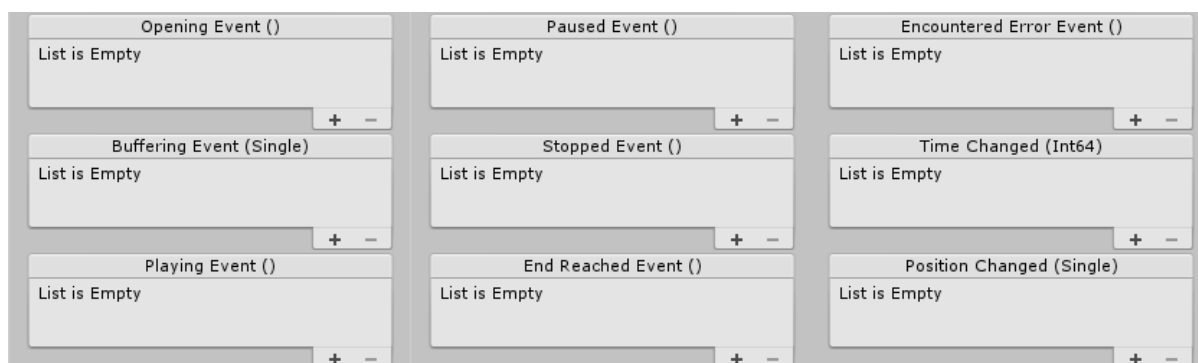 Opening Event ()
List is Empty
+ −
Buffering Event (Single)
List is Empty
+ −
Playing Event ()
List is Empty
+ −
Paused Event ()
List is Empty
+ −
Stopped Event ()
List is Empty
+ −
End Reached Event ()
List is Empty
+ −
Encountered Error Event ()
List is Empty
+ −
Time Changed (Int64)
List is Empty
+ −
Position Changed (Single)
List is Empty
+ −